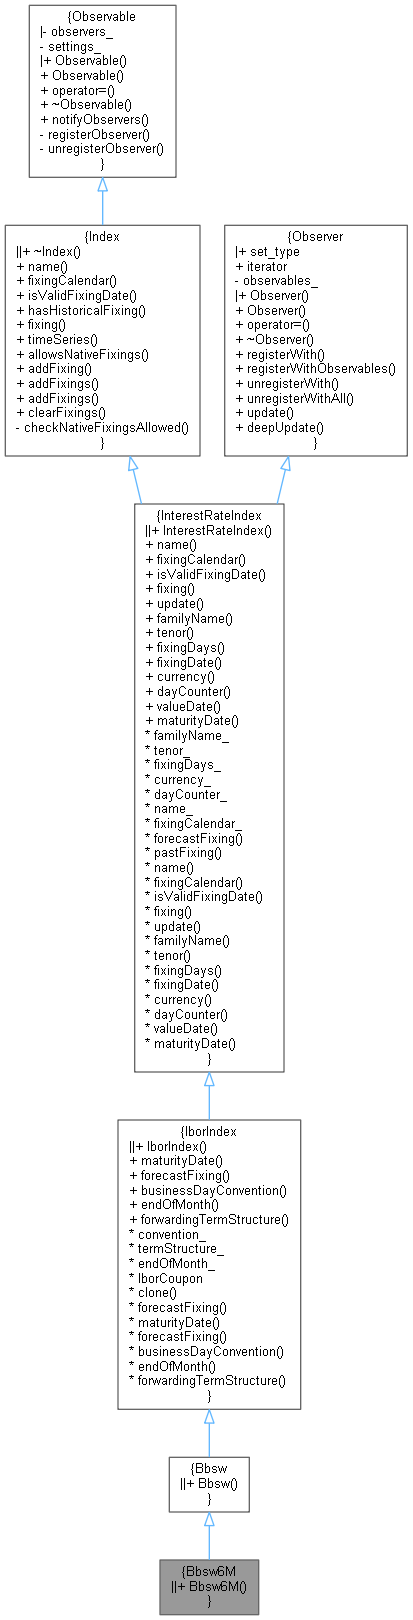 {Observable
|- observers_
- settings_
|+ Observable()
+ Observable()
+ operator=()
+ ~Observable()
+ notifyObservers()
- registerObserver()
- unregisterObserver()
}
{Index
||+ ~Index()
+ name()
+ fixingCalendar()
+ isValidFixingDate()
+ hasHistoricalFixing()
+ fixing()
+ timeSeries()
+ allowsNativeFixings()
+ addFixing()
+ addFixings()
+ addFixings()
+ clearFixings()
- checkNativeFixingsAllowed()
}
{Observer
|+ set_type
+ iterator
- observables_
|+ Observer()
+ Observer()
+ operator=()
+ ~Observer()
+ registerWith()
+ registerWithObservables()
+ unregisterWith()
+ unregisterWithAll()
+ update()
+ deepUpdate()
}
{InterestRateIndex
||+ InterestRateIndex()
+ name()
+ fixingCalendar()
+ isValidFixingDate()
+ fixing()
+ update()
+ familyName()
+ tenor()
+ fixingDays()
+ fixingDate()
+ currency()
+ dayCounter()
+ valueDate()
+ maturityDate()
* familyName_
* tenor_
* fixingDays_
* currency_
* dayCounter_
* name_
* fixingCalendar_
* forecastFixing()
* pastFixing()
* name()
* fixingCalendar()
* isValidFixingDate()
* fixing()
* update()
* familyName()
* tenor()
* fixingDays()
* fixingDate()
* currency()
* dayCounter()
* valueDate()
* maturityDate()
}
{IborIndex
||+ IborIndex()
+ maturityDate()
+ forecastFixing()
+ businessDayConvention()
+ endOfMonth()
+ forwardingTermStructure()
* convention_
* termStructure_
* endOfMonth_
* IborCoupon
* clone()
* forecastFixing()
* maturityDate()
* forecastFixing()
* businessDayConvention()
* endOfMonth()
* forwardingTermStructure()
}
{Bbsw
||+ Bbsw()
}
{Bbsw6M
||+ Bbsw6M()
}